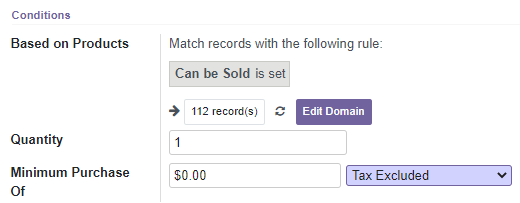 Conditions
Based on Products
Match records with the following rule:
Can be Sold is set
112 record(s)
Edit Domain
Quantity
1
Minimum Purchase Of
$0.00
Tax Excluded